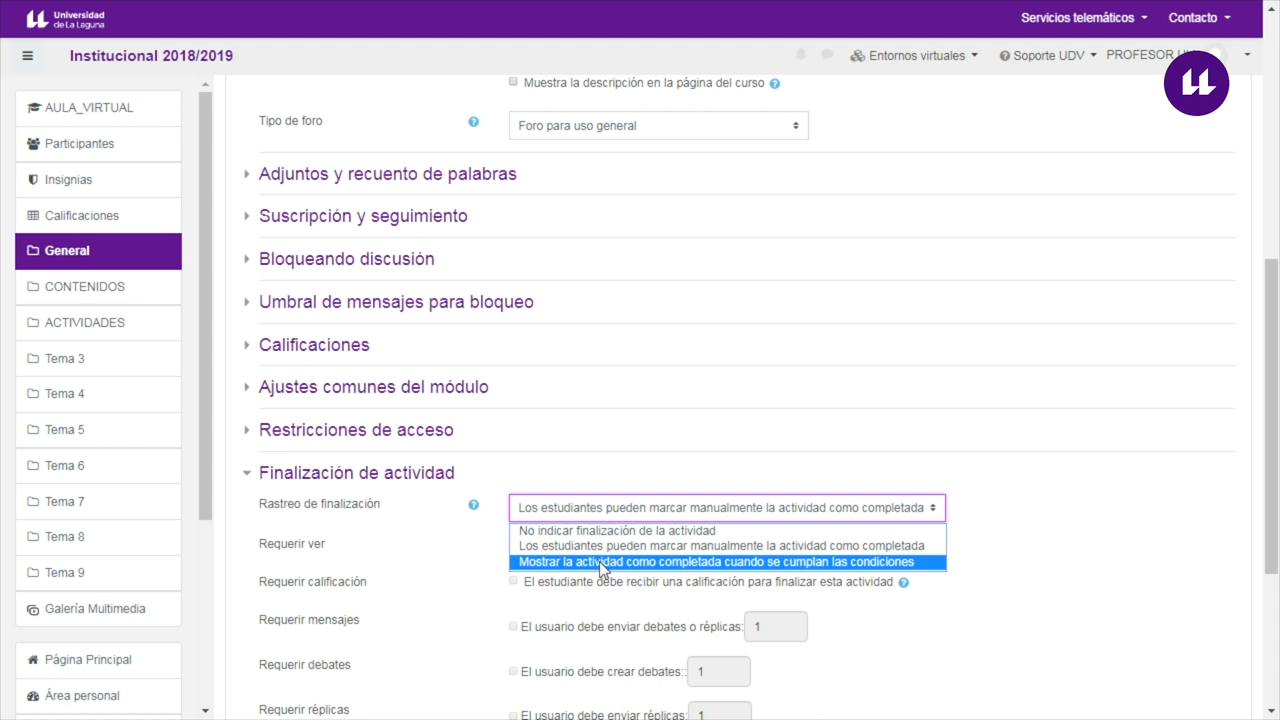 Universidad
de La Laguna
Servicios telemáticos
Contacto
Institucional 2018/2019
Entornos virtuales
Soporte UDV
PROFESOR
AULA_VIRTUAL
Participantes
Insignias
Calificaciones
General
CONTENIDOS
ACTIVIDADES
Tema 3
Tema 4
Tema 5
Tema 6
Tema 7
Tema 8
Tema 9
Galería Multimedia
Página Principal
Área personal
Muestra la descripción en la página del curso
Tipo de foro
Foro para uso general
Adjuntos y recuento de palabras
Suscripción y seguimiento
Bloqueando discusión
Umbral de mensajes para bloqueo
Calificaciones
Ajustes comunes del módulo
Restricciones de acceso
Finalización de actividad
Rastreo de finalización
Los estudiantes pueden marcar manualmente la actividad como completada
No indicar finalización de la actividad
Los estudiantes pueden marcar manualmente la actividad como completada
Mostrar la actividad como completada cuando se cumplan las condiciones
Requerir ver
Requerir calificación
El estudiante debe recibir una calificación para finalizar esta actividad
Requerir mensajes
El usuario debe enviar debates o réplicas: 1
Requerir debates
El usuario debe crear debates:: 1
Requerir réplicas
El usuario debe enviar réplicas: 1